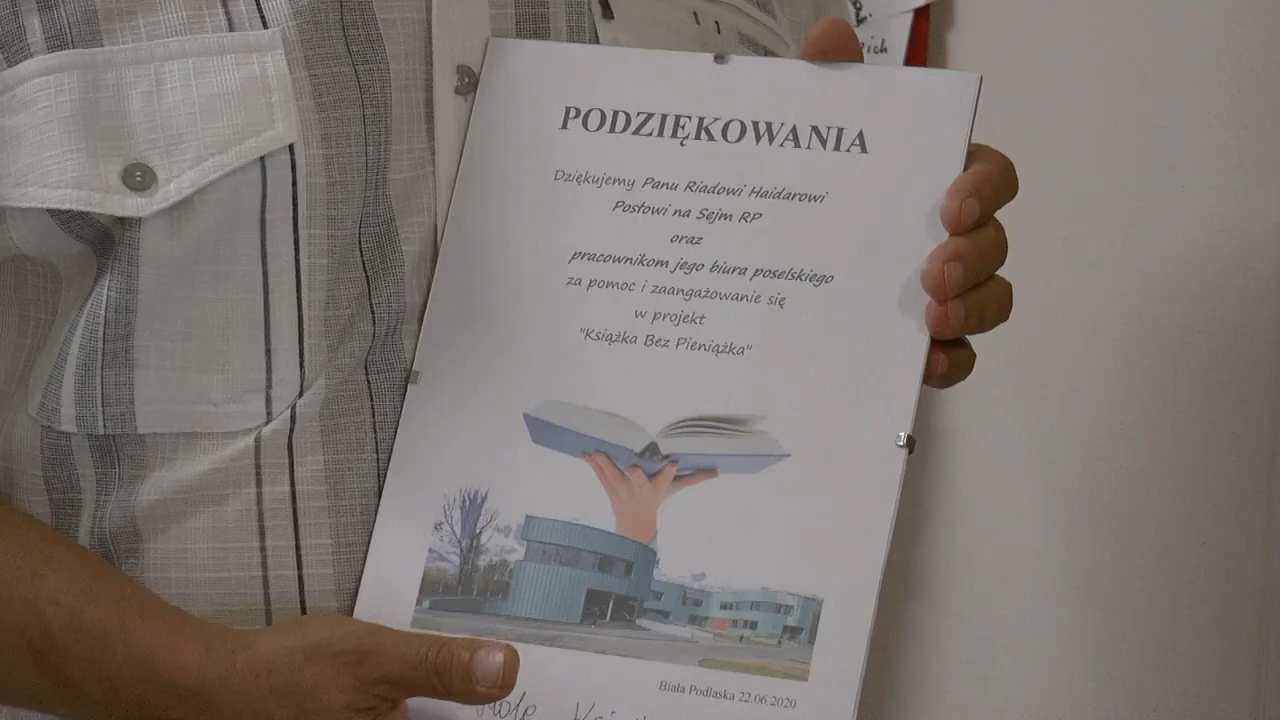 PODZIĘKOWANIA
Dziękujemy Panu Riadowi Haidarowi
Posłowi na Sejm RP
oraz
pracownikom jego biura poselskiego
za pomoc i zaangażowanie się
w projekt
"Książka Bez Pieniążka"
Biała Podlaska 22.06.2020